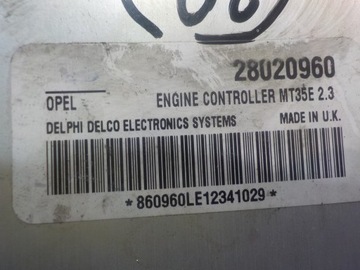 28020960
OPEL ENGINE CONTROLLER MT35E 2.3
DELPHI DELCO ELECTRONICS SYSTEMS MADE IN U.K.
*860960LE12341029*